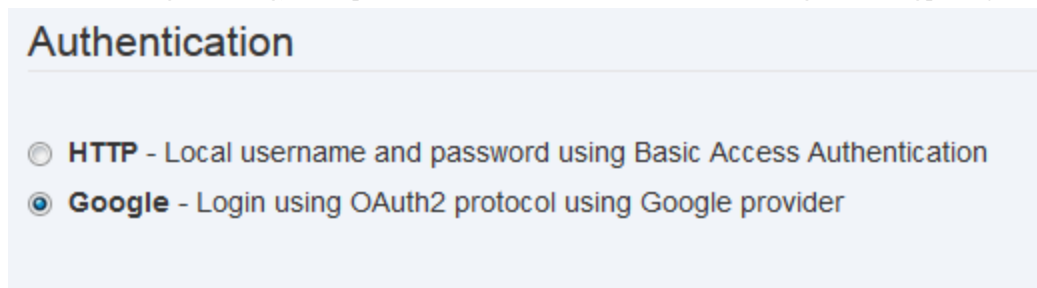 Authentication
HTTP - Local username and password using Basic Access Authentication
Google - Login using OAuth2 protocol using Google provider